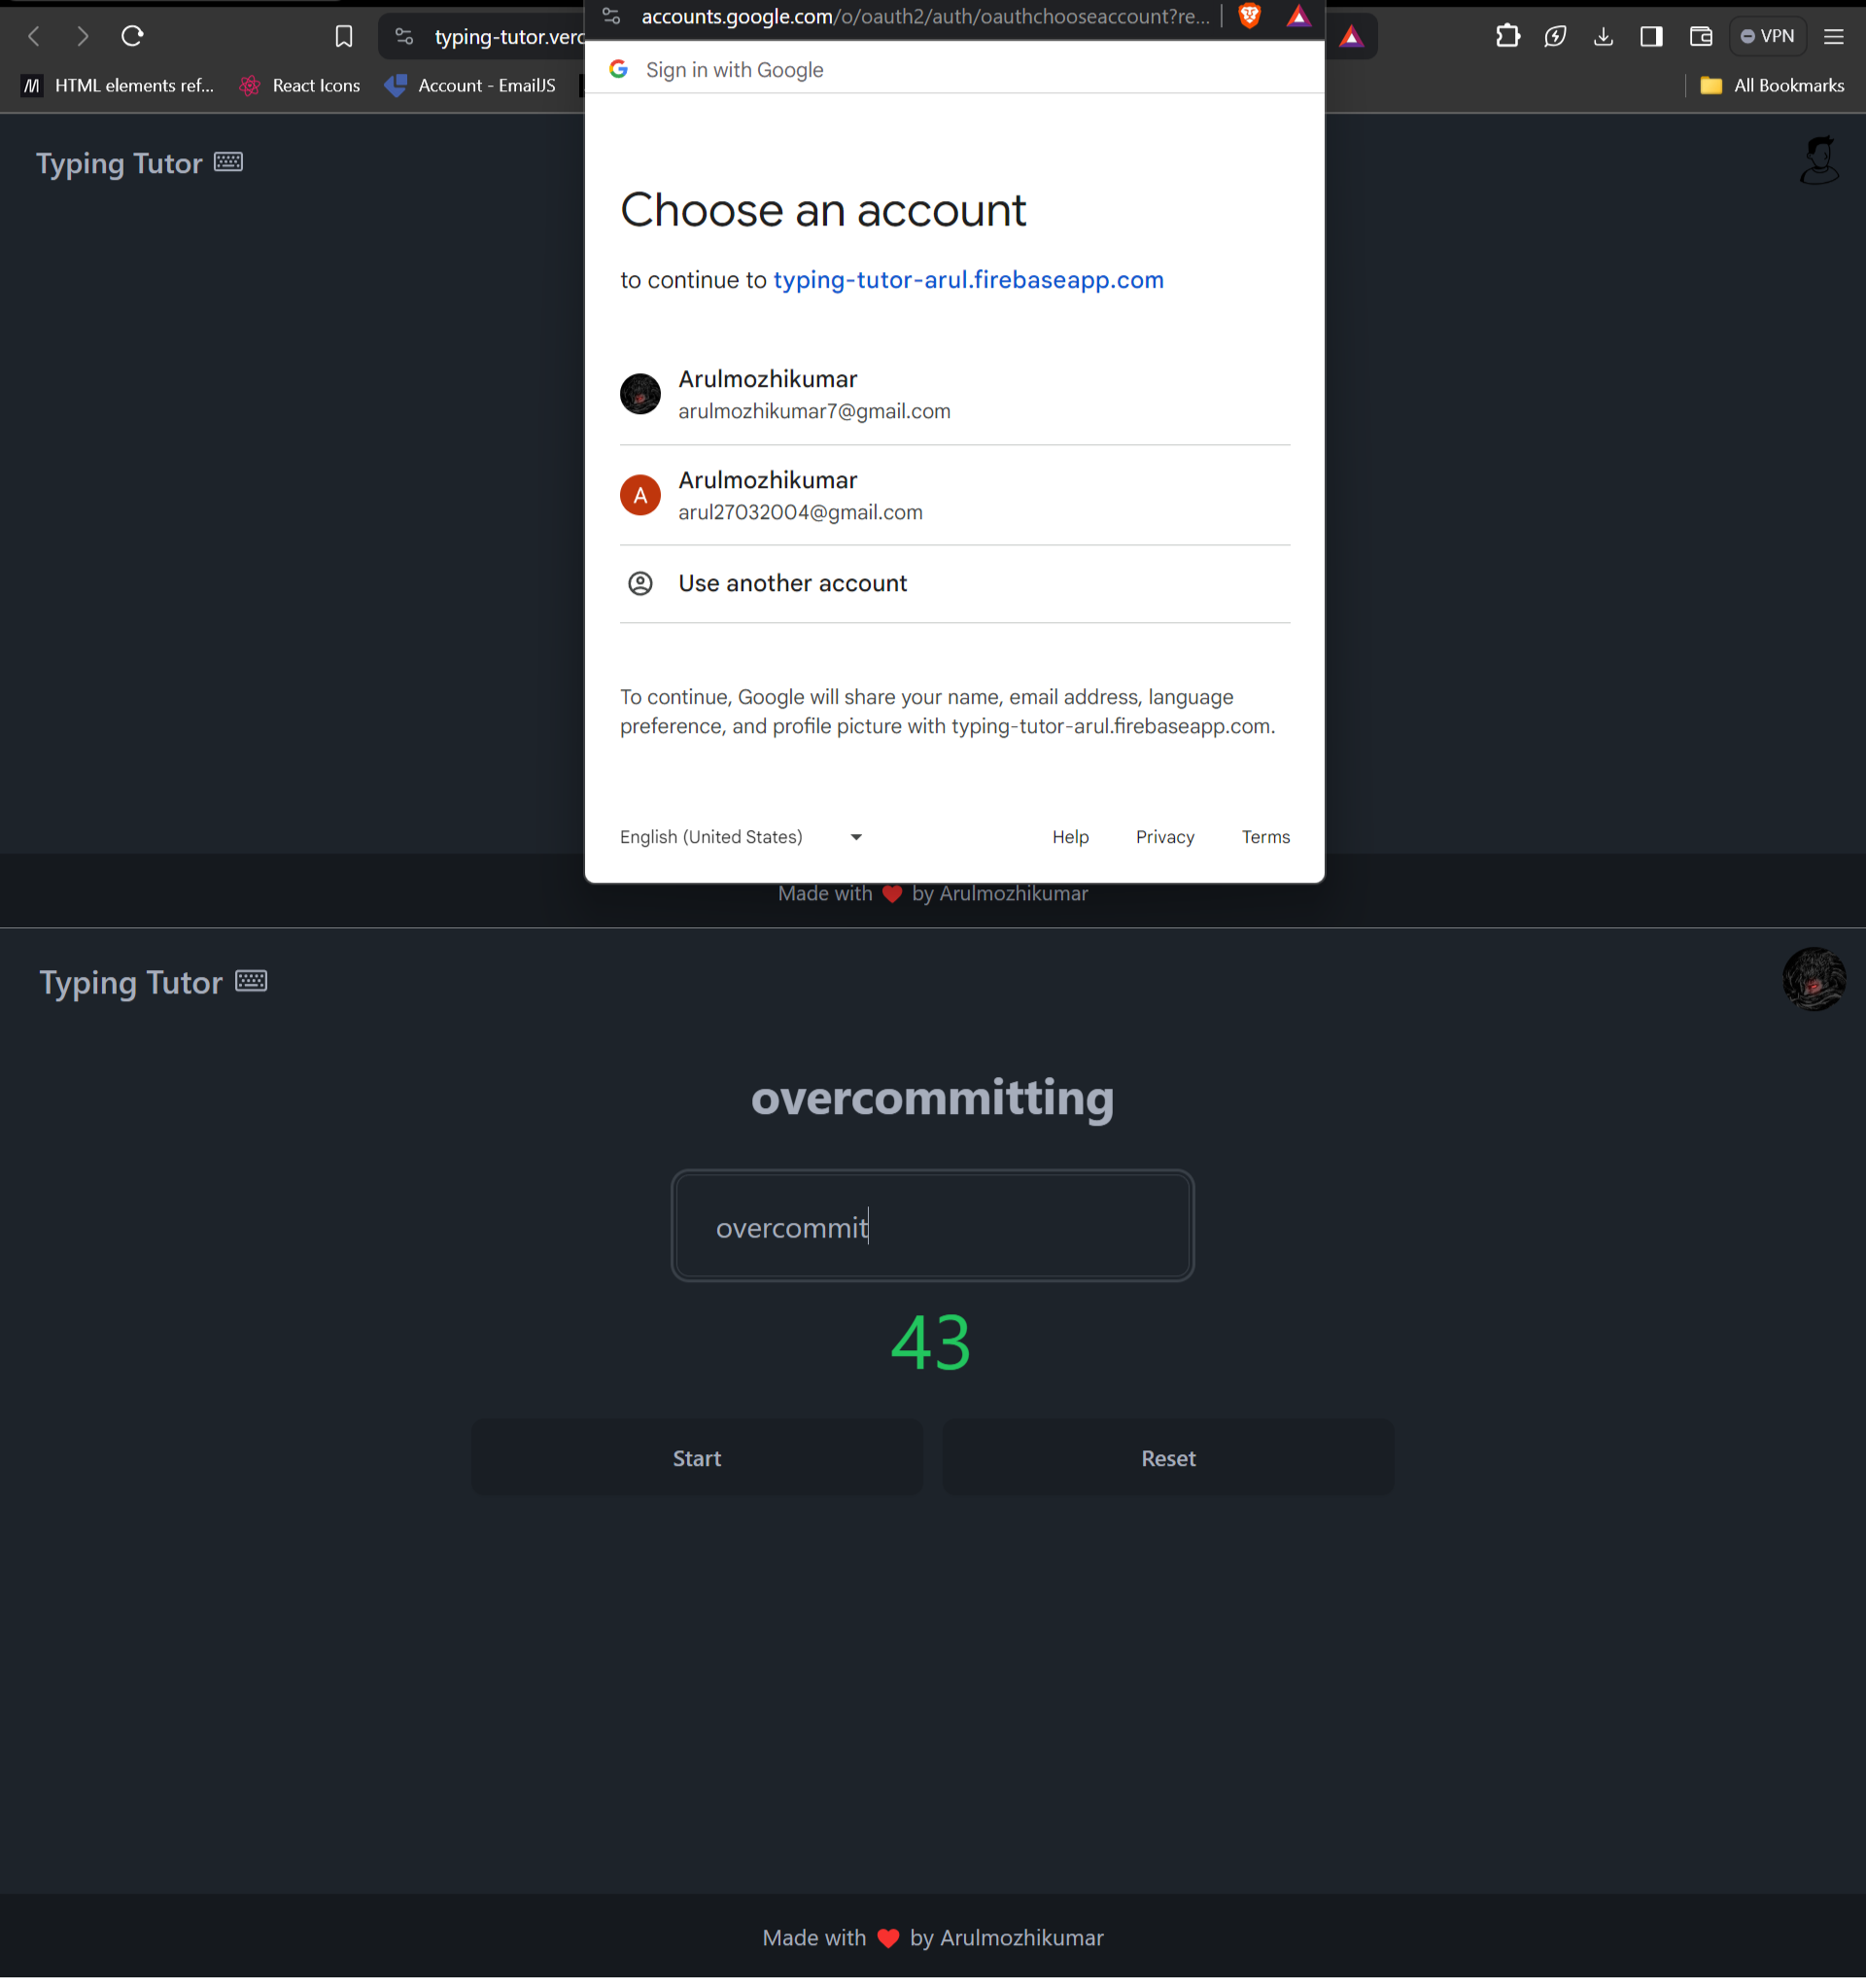 accounts.google.com/o/oauth2/auth/oauthchooseaccount?re...
typing-tutor.verc
VPN
HTML elements ref...
React Icons
Account - EmailJS
All Bookmarks
Sign in with Google
Typing Tutor
Choose an account
to continue to typing-tutor-arul.firebaseapp.com
Arulmozhikumar
arulmozhikumar7@gmail.com
A
Arulmozhikumar
arul27032004@gmail.com
Use another account
To continue, Google will share your name, email address, language
preference, and profile picture with typing-tutor-arul.firebaseapp.com.
English (United States)
Help
Privacy
Terms
Made with ❤ by Arulmozhikumar
Typing Tutor
overcommitting
overcommit
43
Start
Reset
Made with ❤ by Arulmozhikumar